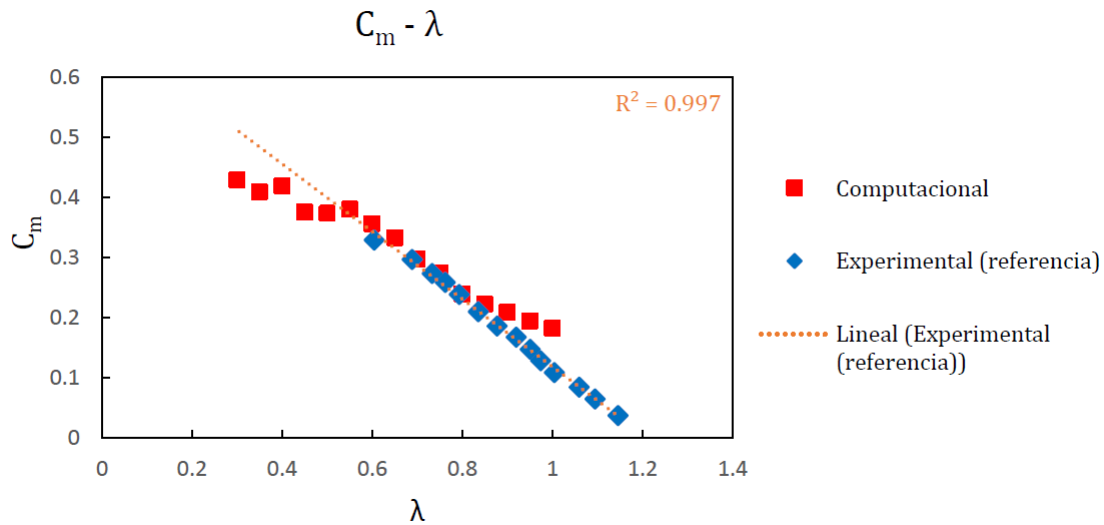 Cₘ - λ
R² = 0.997
0.6
0.5
0.4
0.3
0.2
0.1
0
Cₘ
0
0.2
0.4
0.6
0.8
1
1.2
1.4
λ
Computacional
Experimental (referencia)
Lineal (Experimental
(referencia))